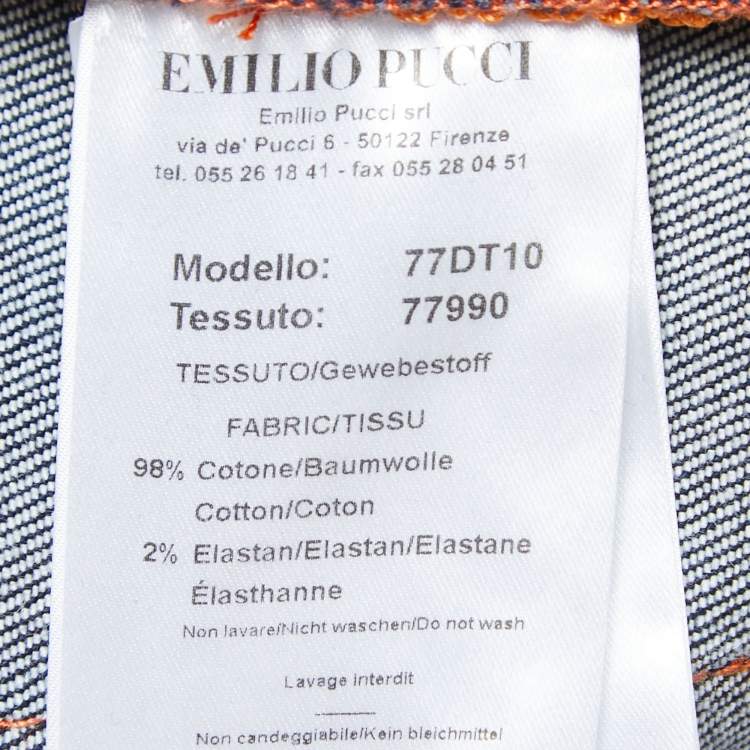 EMILIO PUCCI
Emilio Pucci srl
via de' Pucci 6 - 50122 Firenze
tel. 055 26 18 41 - fax 055 28 04 51
Modello: 77DT10
Tessuto: 77990
TESSUTO/Gewebestoff
FABRIC/TISSU
98% Cotone/Baumwolle
Cotton/Coton
2% Elastan/Elastan/Elastane
Élasthanne
Non lavare/Nicht waschen/Do not wash
Lavage interdit
Non candeggiabile/Kein bleichmittel